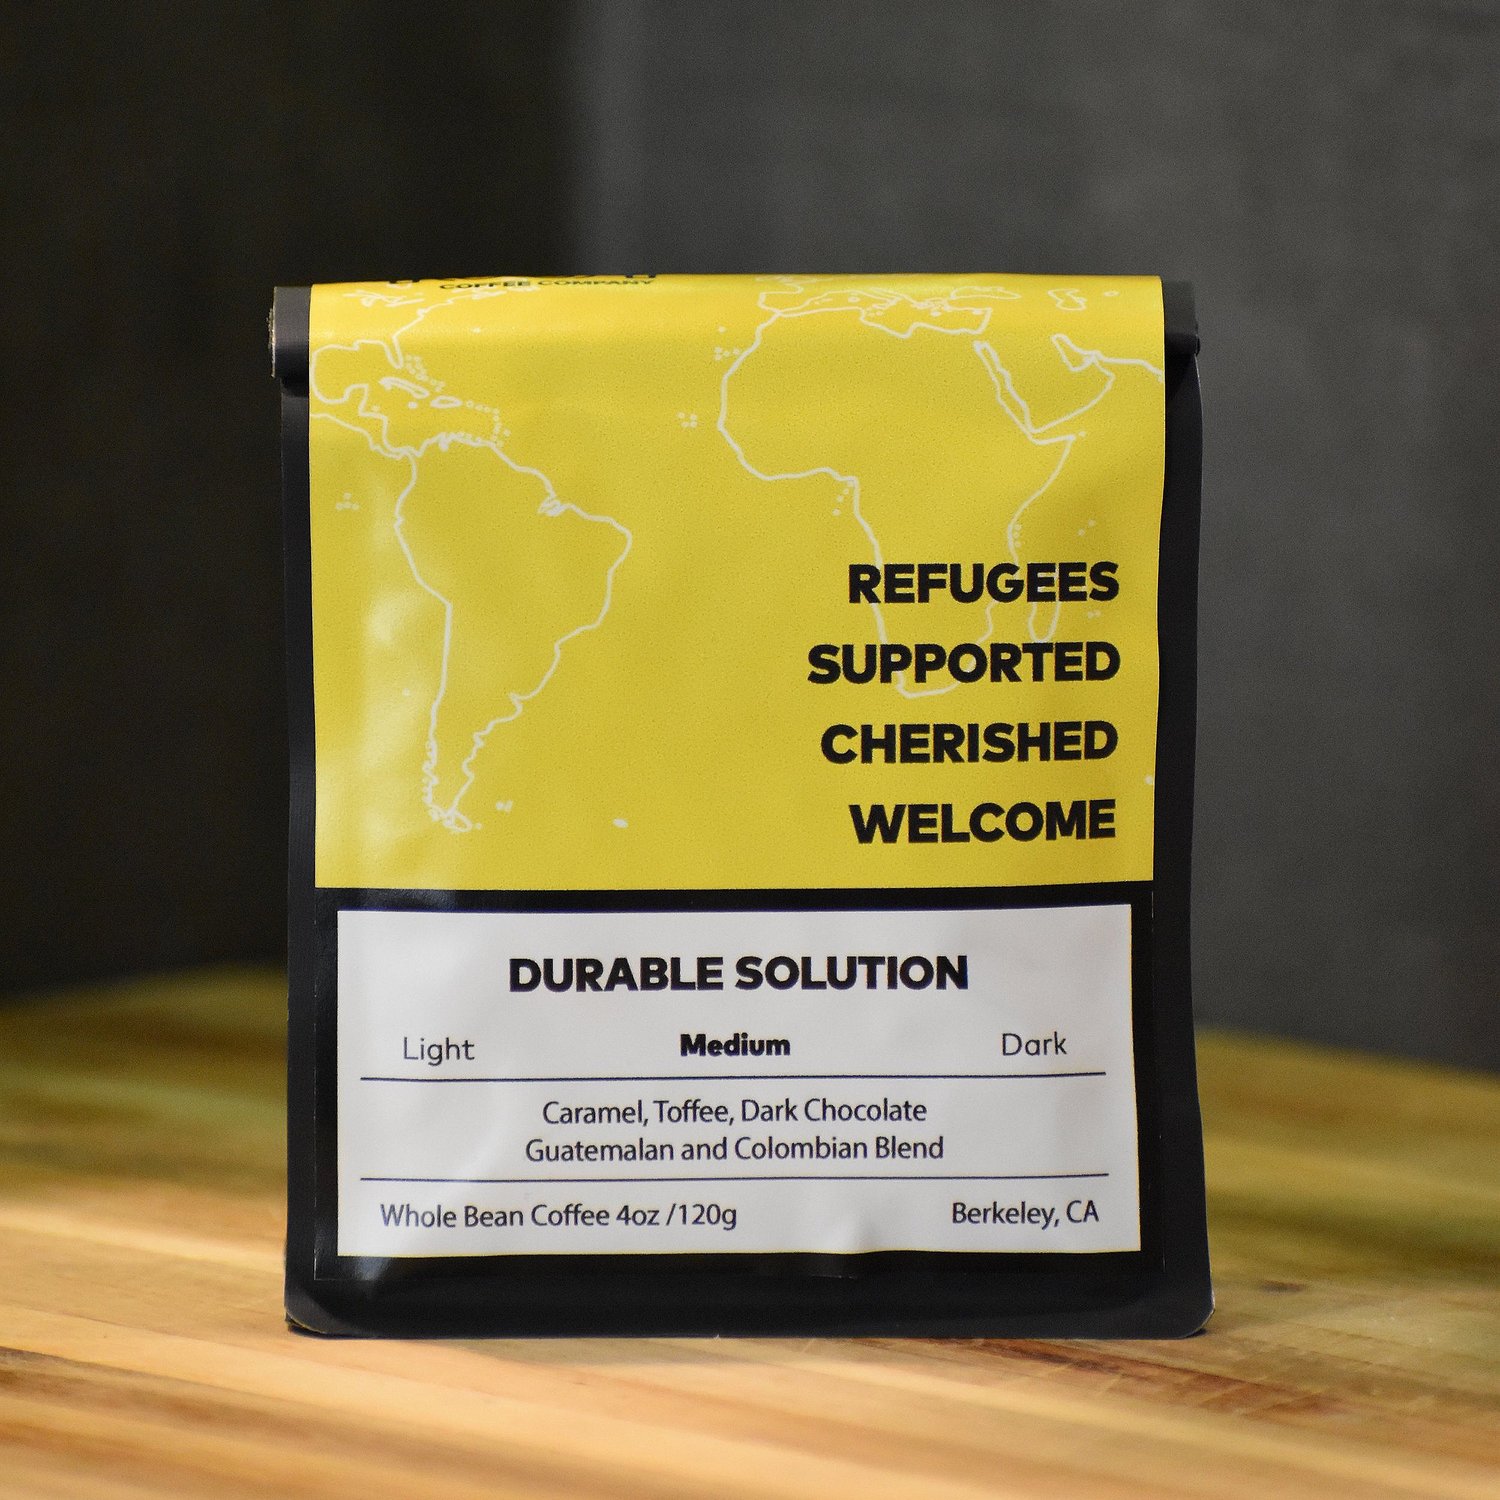 COFFEE COMPANY
REFUGEES
SUPPORTED
CHERISHED
WELCOME
DURABLE SOLUTION
Light Medium Dark
Caramel, Toffee, Dark Chocolate
Guatemalan and Colombian Blend
Whole Bean Coffee 4oz /120g Berkeley, CA